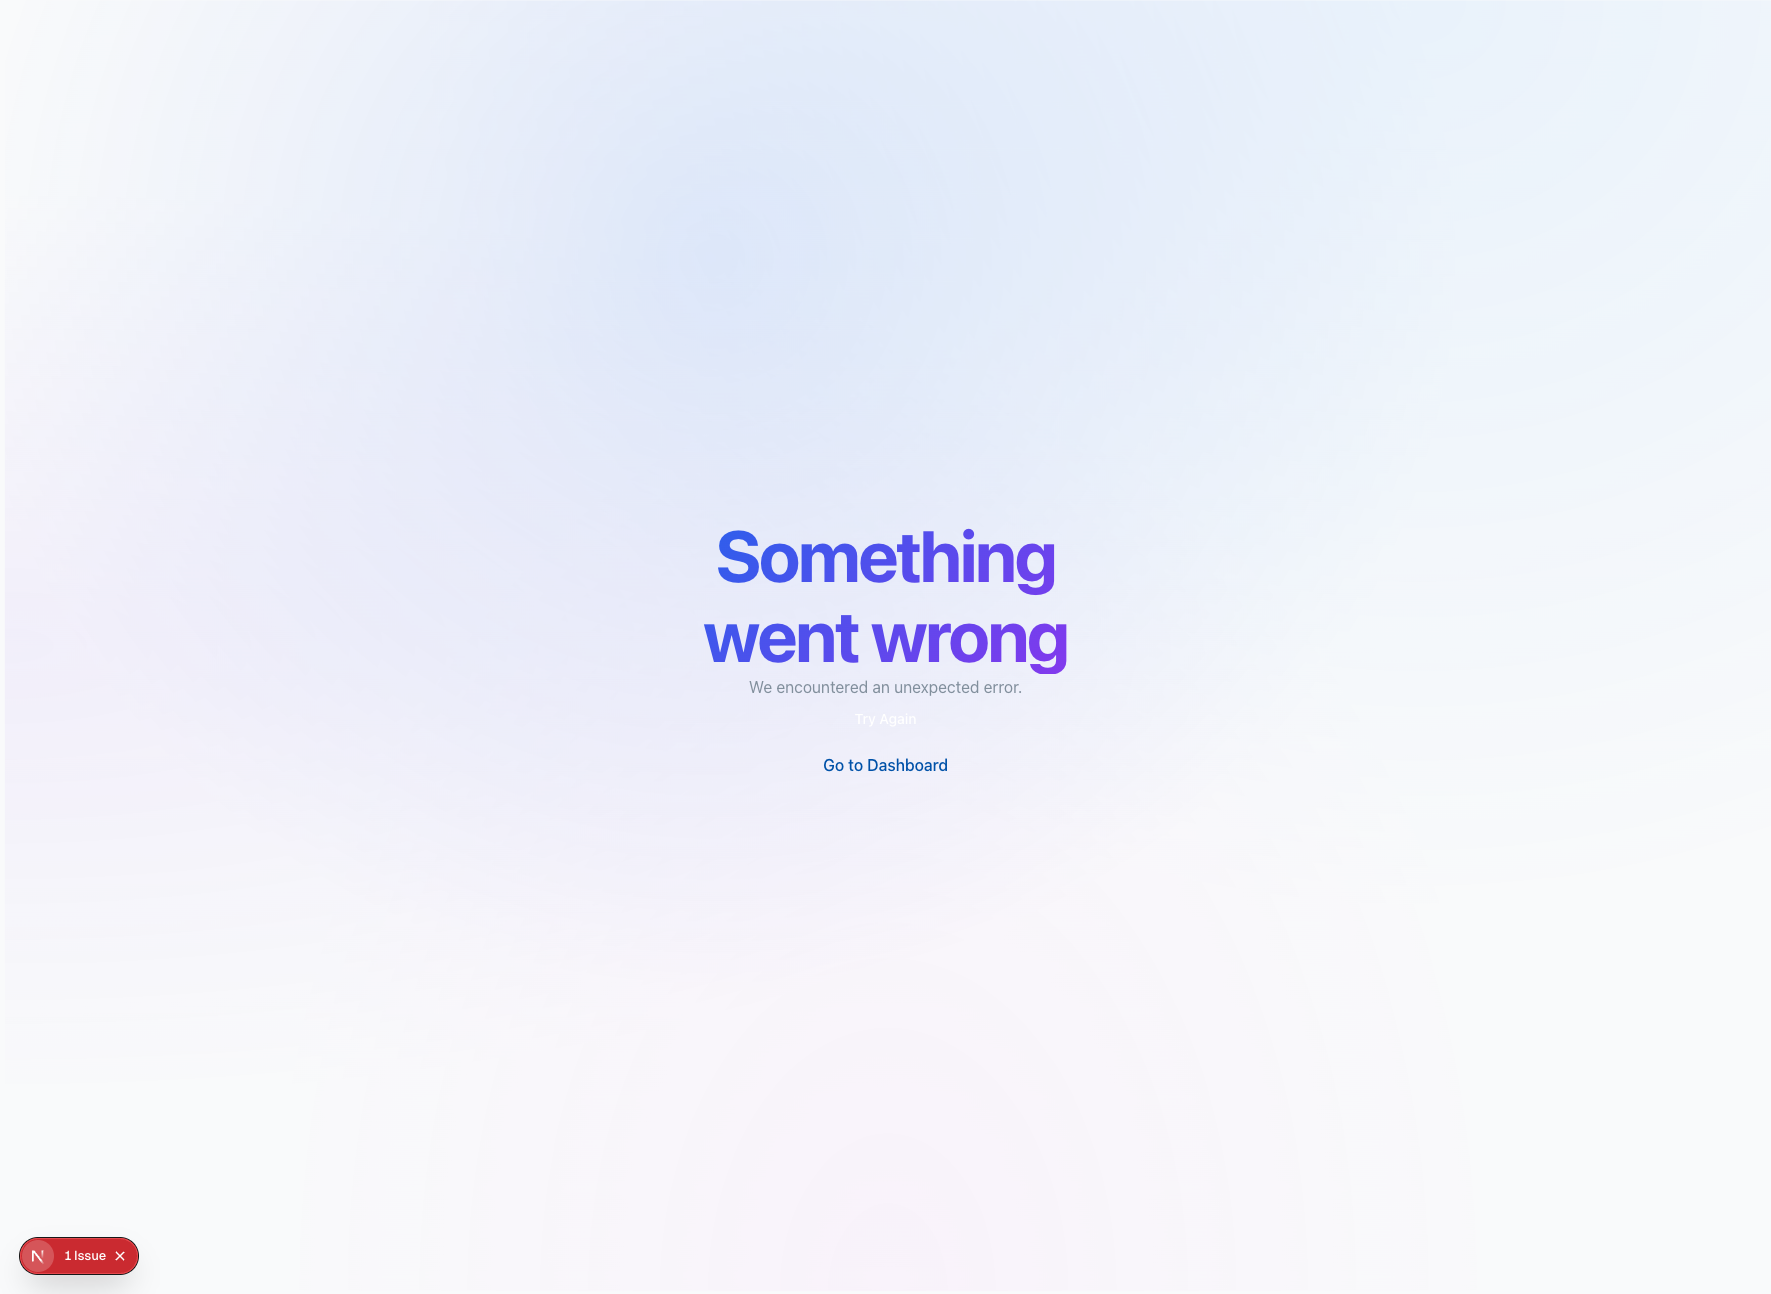 Something
went wrong
We encountered an unexpected error.
Try Again
Go to Dashboard
N
1 Issue